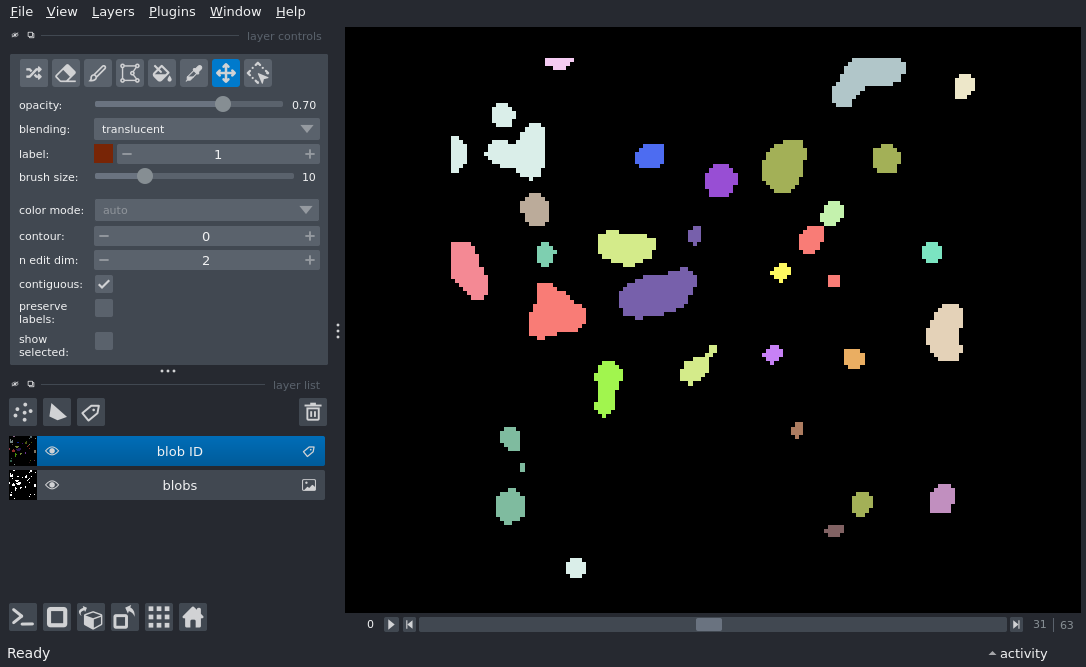 File View Layers Plugins Window Help
layer controls
opacity: 0.70
blending: translucent
label: 1
brush size: 10
color mode: auto
contour: 0
n edit dim: 2
contiguous:
preserve
labels:
show
selected:
layer list
blob ID
blobs
0 31 | 63
Ready activity